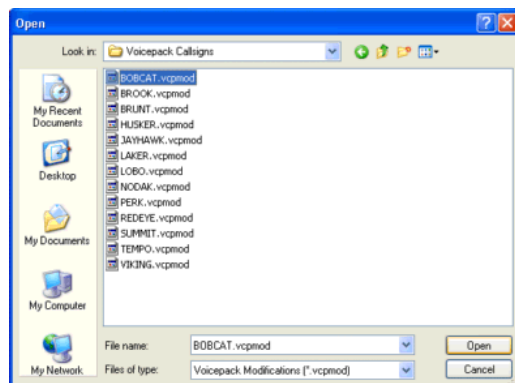 Open
Look in: Voicepack Callsigns
My Recent
Documents
Desktop
My Documents
My Computer
My Network
BOBCAT.vcpmod
BROOK.vcpmod
BRUNT.vcpmod
HUSKER.vcpmod
JAYHAWK.vcpmod
LAKER.vcpmod
LOBO.vcpmod
NODAK.vcpmod
PERK.vcpmod
REDEYE.vcpmod
SUMMIT.vcpmod
TEMPO.vcpmod
VIKING.vcpmod
File name: BOBCAT.vcpmod Open
Files of type: Voicepack Modifications (*.vcpmod) Cancel